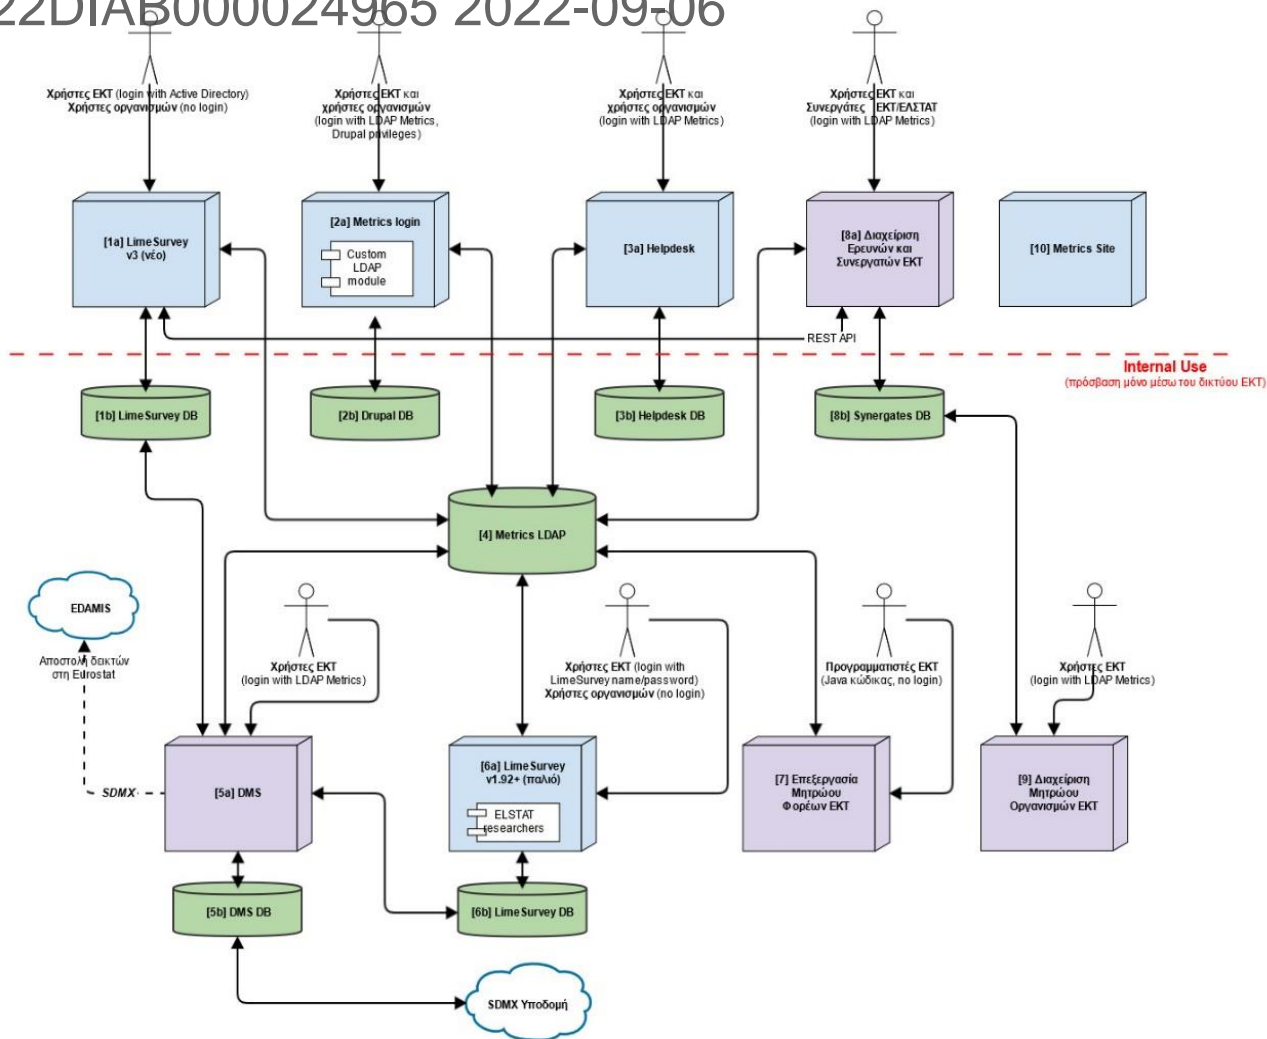 22DIAB000024965 2022-09-06
Χρήστες ΕΚΤ (login with Active Directory)
Χρήστες οργανισμών (no login)
Χρήστες ΕΚΤ και
χρήστες οργανισμών
(login with LDAP Metrics,
Drupal privileges)
Χρήστες ΕΚΤ και
χρήστες οργανισμών
(login with LDAP Metrics)
Χρήστες ΕΚΤ και
Συνεργάτες ΕΚΤ/ΕΛΣΤΑΤ
(login with LDAP Metrics)
[1a] LimeSurvey
v3 (νέο)
[2a] Metrics login
Custom
LDAP
module
[3a] Helpdesk
[8a] Διαχείριση
Ερευνών και
Συνεργατών ΕΚΤ
[10] Metrics Site
REST API
Internal Use
(πρόσβαση μόνο μέσω του δικτύου ΕΚΤ)
[1b] LimeSurvey DB
[2b] Drupal DB
[3b] Helpdesk DB
[8b] Synergates DB
[4] Metrics LDAP
EDAMIS
Αποστολή δεικτών
στη Eurostat
Χρήστες ΕΚΤ
(login with LDAP Metrics)
Χρήστες ΕΚΤ (login with
LimeSurvey name/password)
Χρήστες οργανισμών (no login)
Προγραμματιστές ΕΚΤ
(Java κώδικας, no login)
Χρήστες ΕΚΤ
(login with LDAP Metrics)
SDMX
[5a] DMS
[6a] LimeSurvey
v1.92+ (παλιό)
ELSTAT
researchers
[7] Επεξεργασία
Μητρώου
Φορέων ΕΚΤ
[9] Διαχείριση
Μητρώου
Οργανισμών ΕΚΤ
[5b] DMS DB
[6b] LimeSurvey DB
SDMX Υποδομή